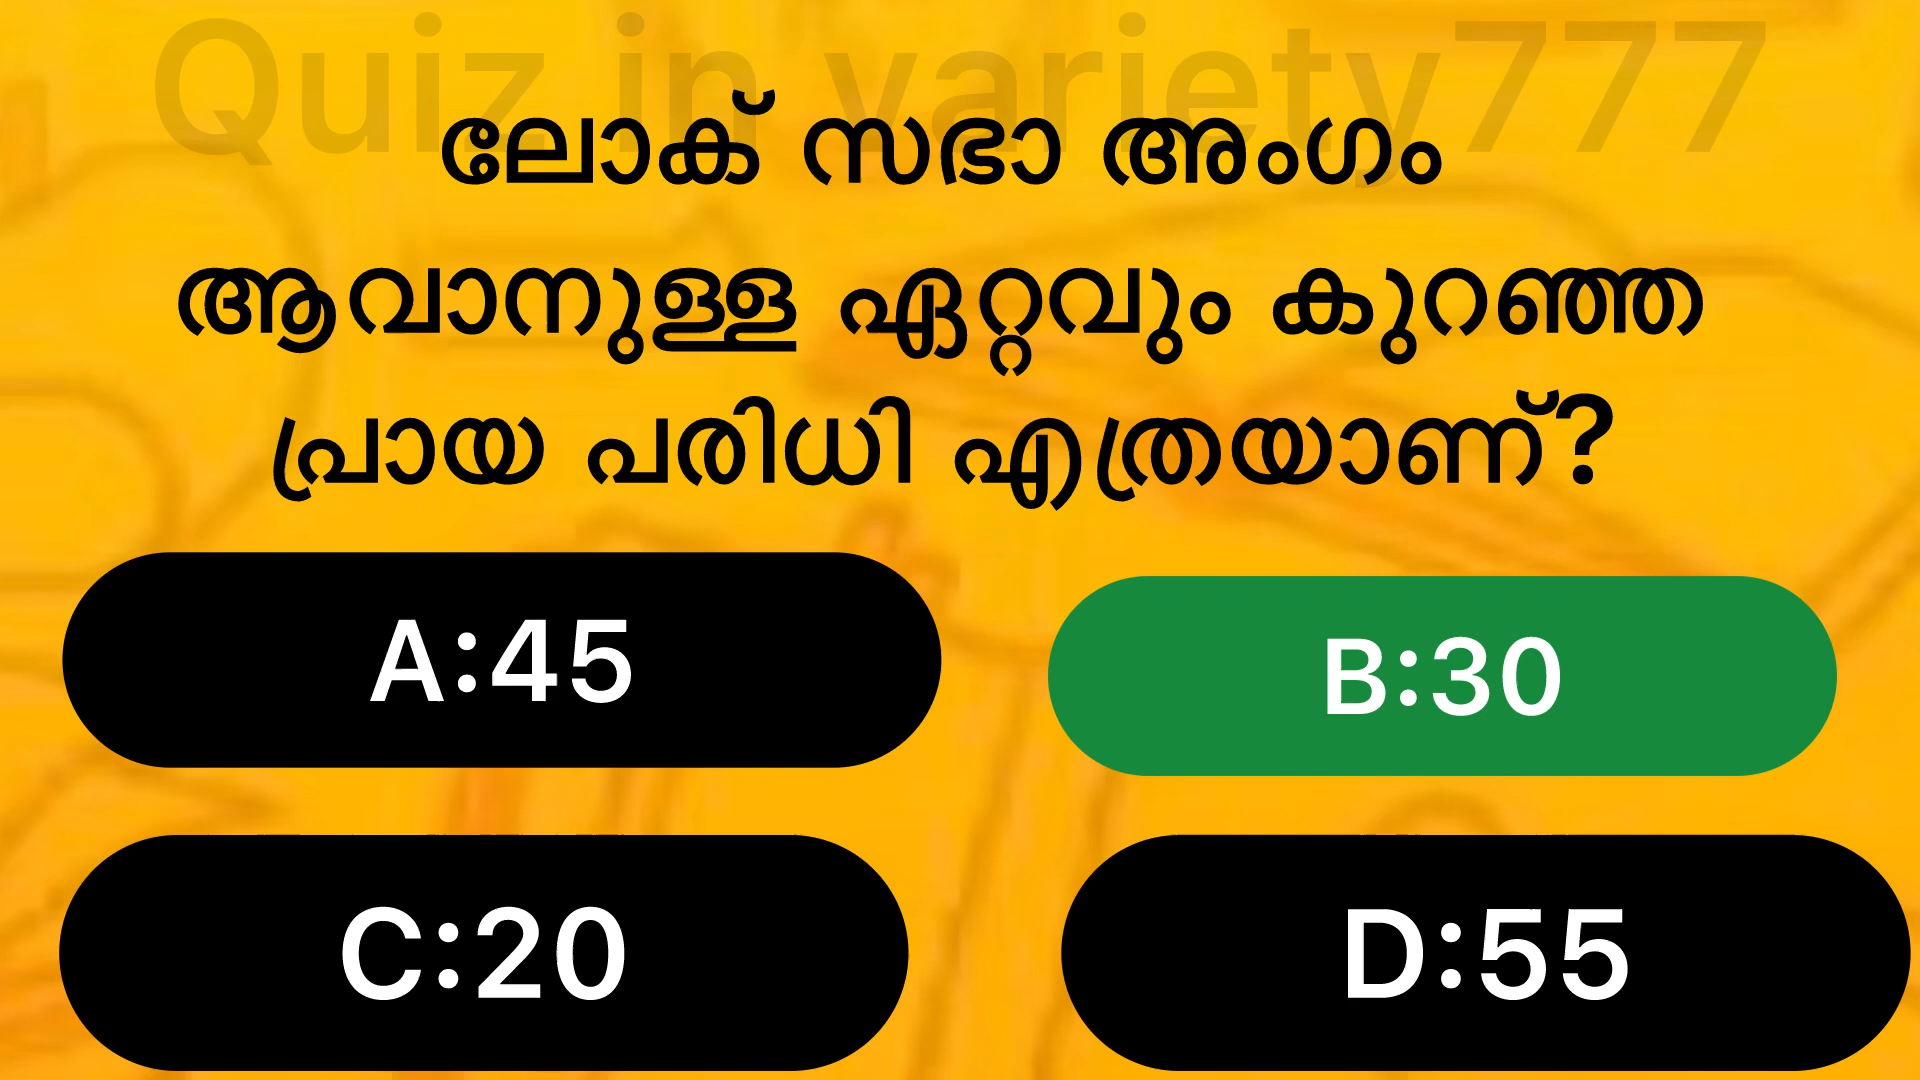 Quiz in variety777
ലോക് സഭാ അംഗം
ആവാനുള്ള ഏറ്റവും കുറഞ്ഞ
പ്രായ പരിധി എത്രയാണ്?
A:45
B:30
C:20
D:55